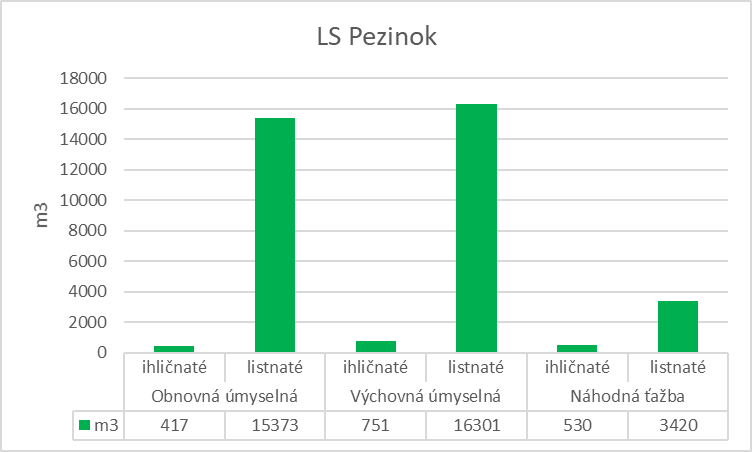 LS Pezinok
18000
16000
14000
12000
10000
8000
6000
4000
2000
0
m3
ihličnaté listnaté ihličnaté listnaté ihličnaté listnaté
Obnovná úmyselná Výchovná úmyselná Náhodná ťažba
m3 417 15373 751 16301 530 3420